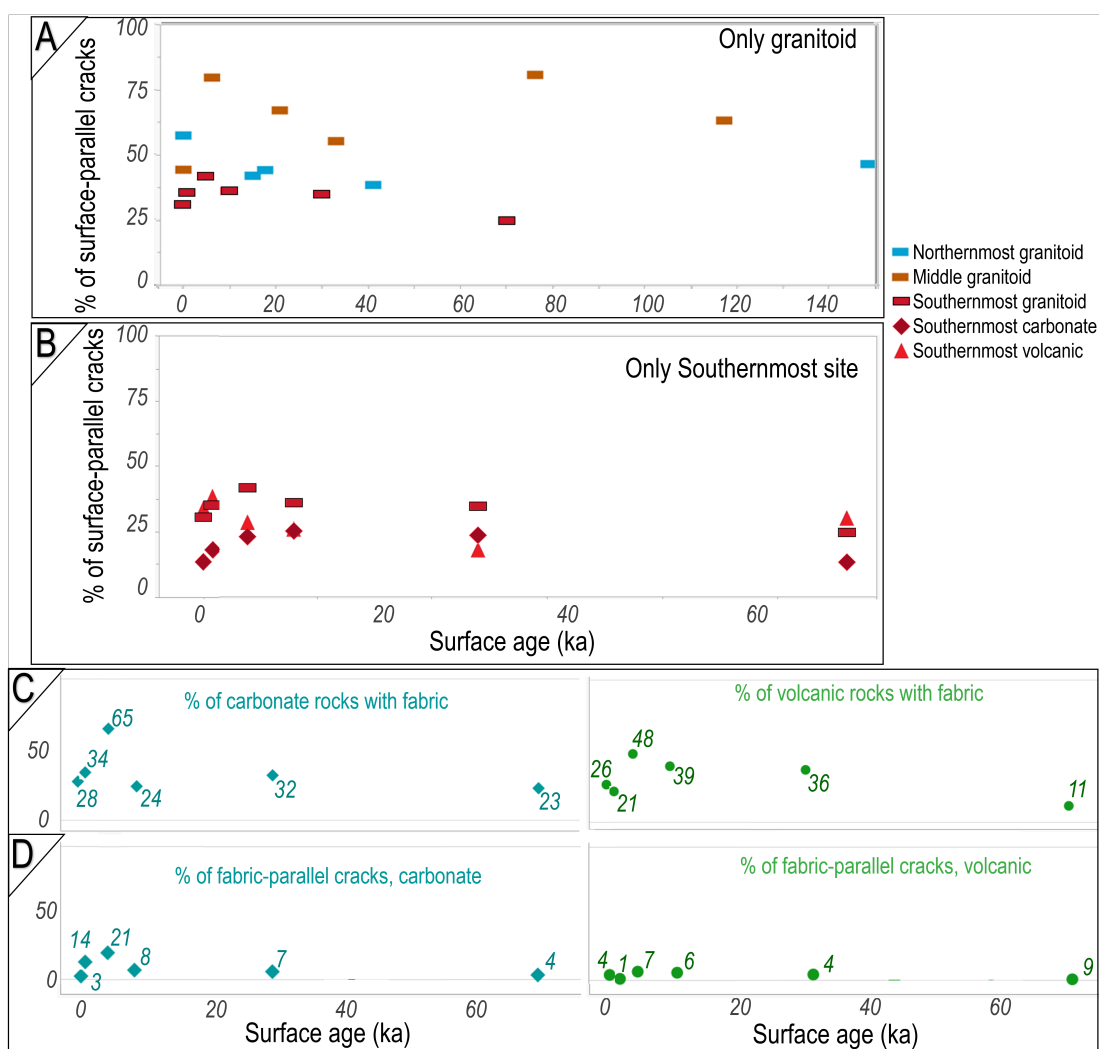 A
Only granitoid
% of surface-parallel cracks
100
75
50
25
0
0 20 40 60 80 100 120 140
Northernmost granitoid
Middle granitoid
Southernmost granitoid
Southernmost carbonate
Southernmost volcanic
B
Only Southernmost site
% of surface-parallel cracks
100
75
50
25
0
0 20 40 60
Surface age (ka)
C
% of carbonate rocks with fabric
50
0
28
34
65
24
32
23
% of volcanic rocks with fabric
26
21
48
39
36
11
D
% of fabric-parallel cracks, carbonate
50
0
14
3
21
8
7
4
0 20 40 60
Surface age (ka)
% of fabric-parallel cracks, volcanic
4
1
7
6
4
9
0 20 40 60
Surface age (ka)